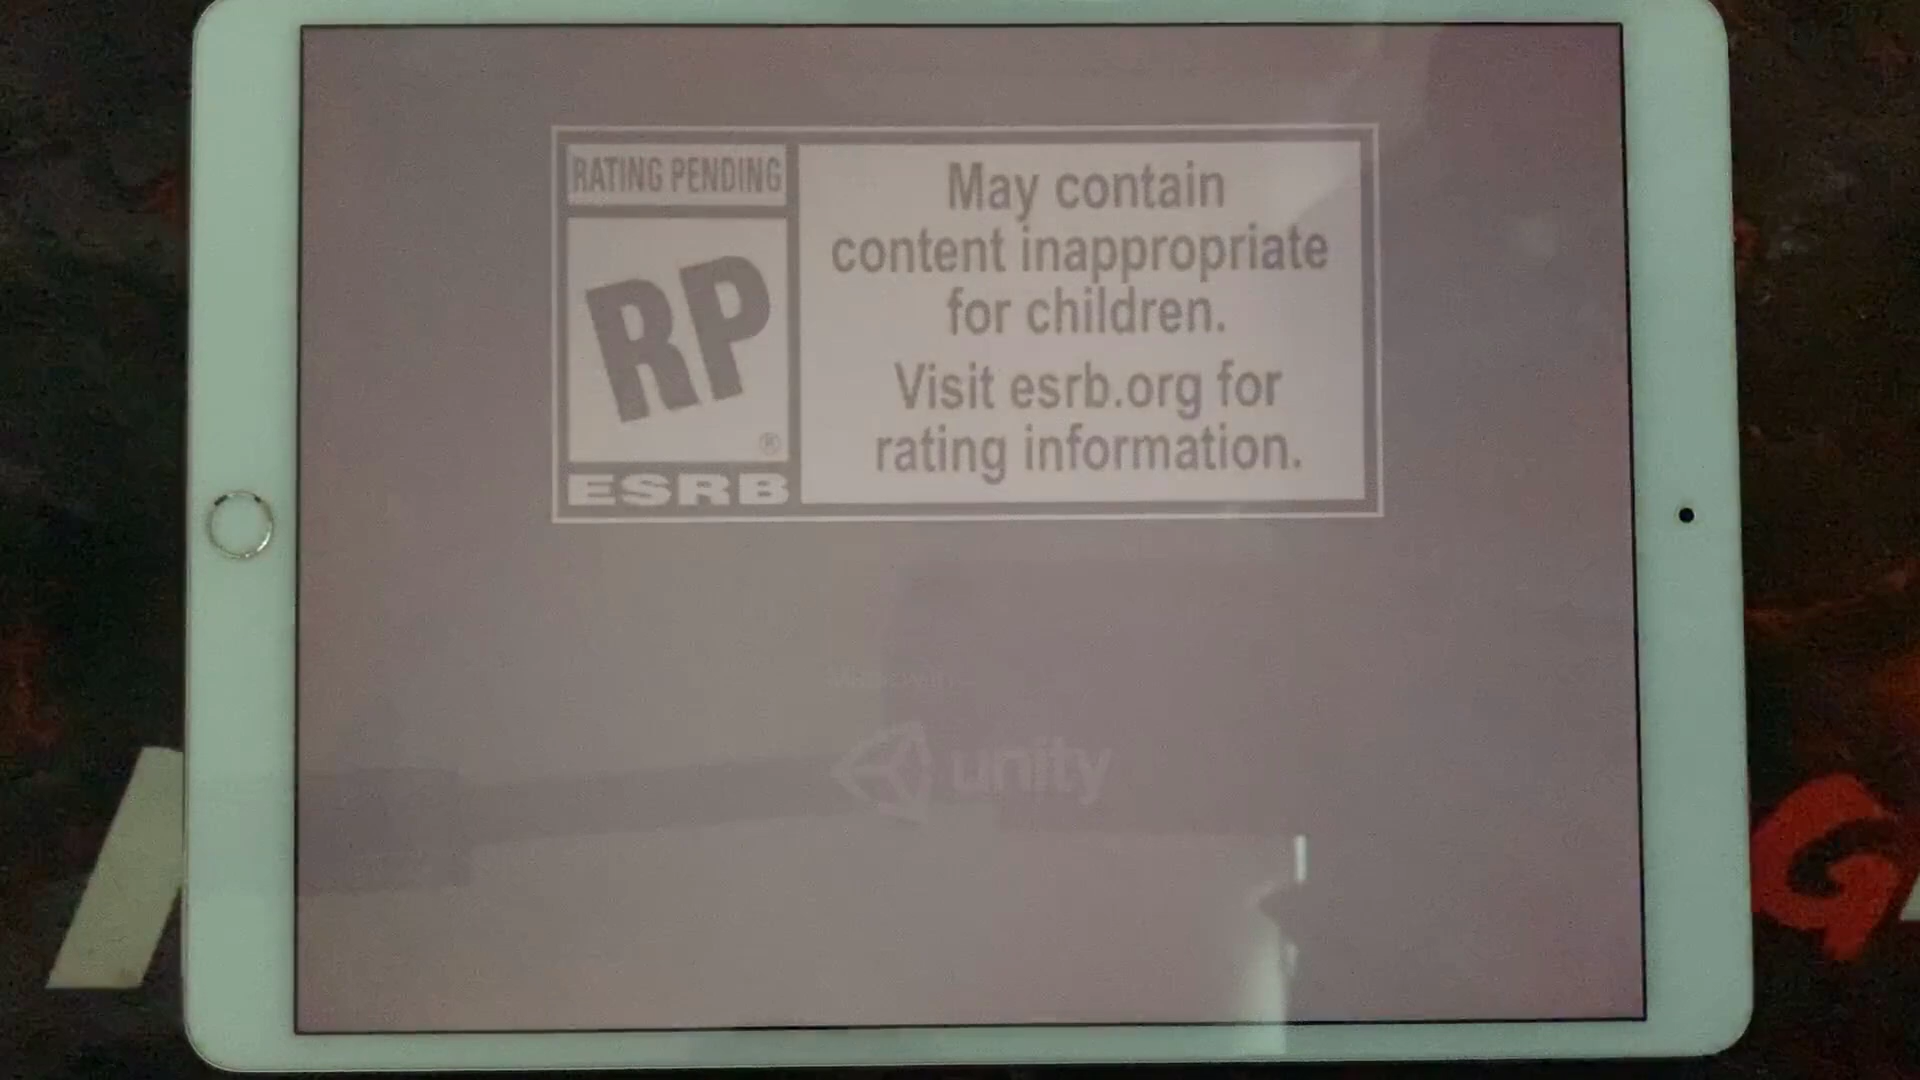 RATING PENDING
RP
®
ESRB
May contain
content inappropriate
for children.
Visit esrb.org for
rating information.
unity